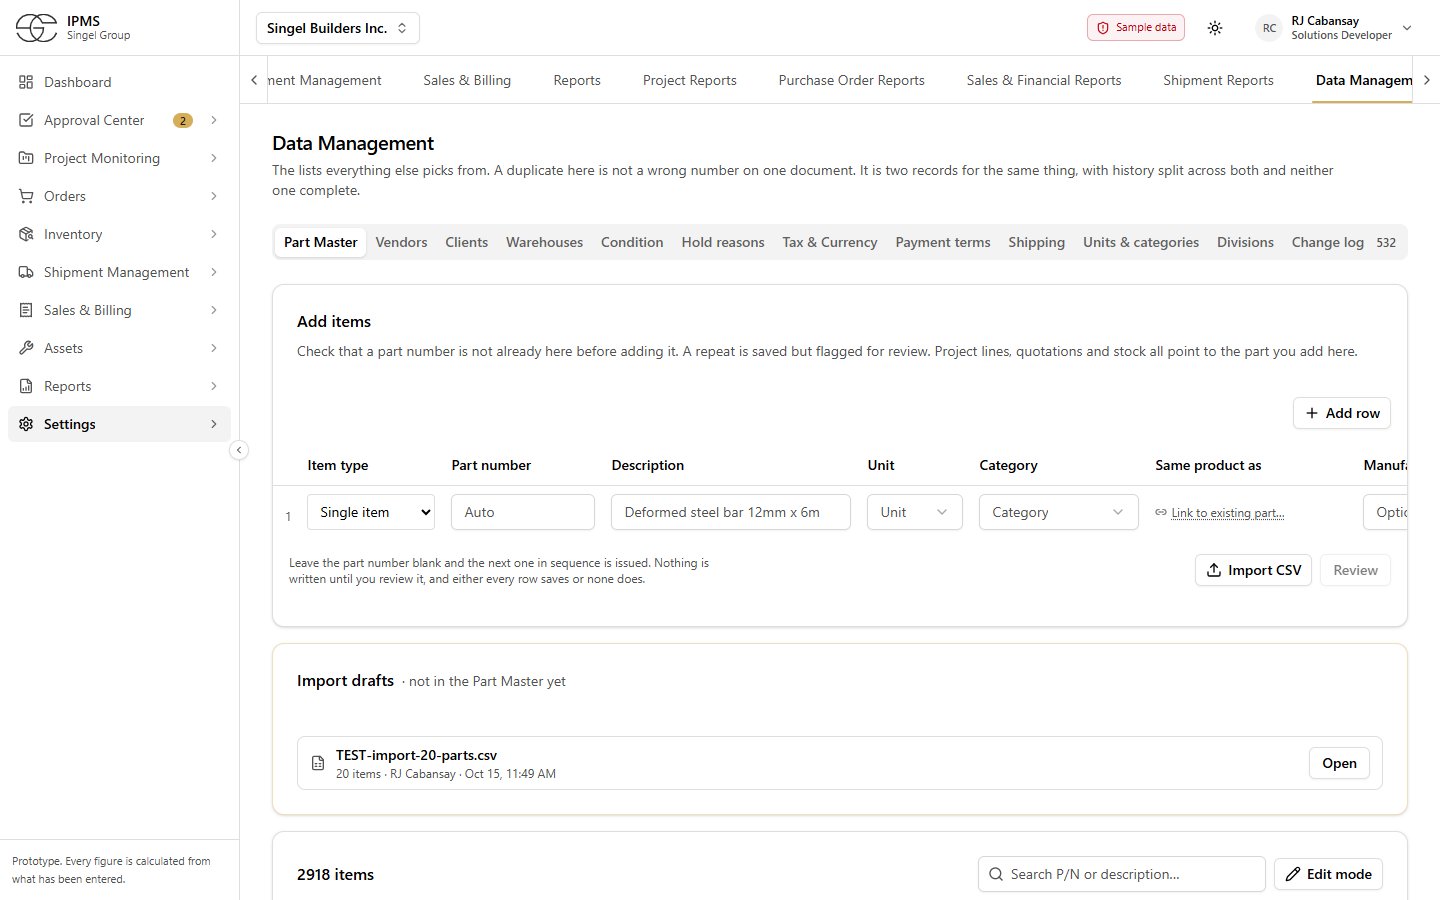 IPMS
Singel Group
Singel Builders Inc.
Sample data
RC
RJ Cabansay
Solutions Developer
Dashboard
Approval Center 2
Project Monitoring
Orders
Inventory
Shipment Management
Sales & Billing
Assets
Reports
Settings
Prototype. Every figure is calculated from
what has been entered.
ment Management Sales & Billing Reports Project Reports Purchase Order Reports Sales & Financial Reports Shipment Reports Data Managem
Data Management
The lists everything else picks from. A duplicate here is not a wrong number on one document. It is two records for the same thing, with history split across both and neither
one complete.
Part Master Vendors Clients Warehouses Condition Hold reasons Tax & Currency Payment terms Shipping Units & categories Divisions Change log 532
Add items
Check that a part number is not already here before adding it. A repeat is saved but flagged for review. Project lines, quotations and stock all point to the part you add here.
Add row
Item type Part number Description Unit Category Same product as Manufa
1 Single item Auto Deformed steel bar 12mm x 6m Unit Category Link to existing part... Optic
Leave the part number blank and the next one in sequence is issued. Nothing is
written until you review it, and either every row saves or none does.
Import CSV Review
Import drafts · not in the Part Master yet
TEST-import-20-parts.csv
20 items · RJ Cabansay · Oct 15, 11:49 AM
Open
2918 items
Search P/N or description...
Edit mode